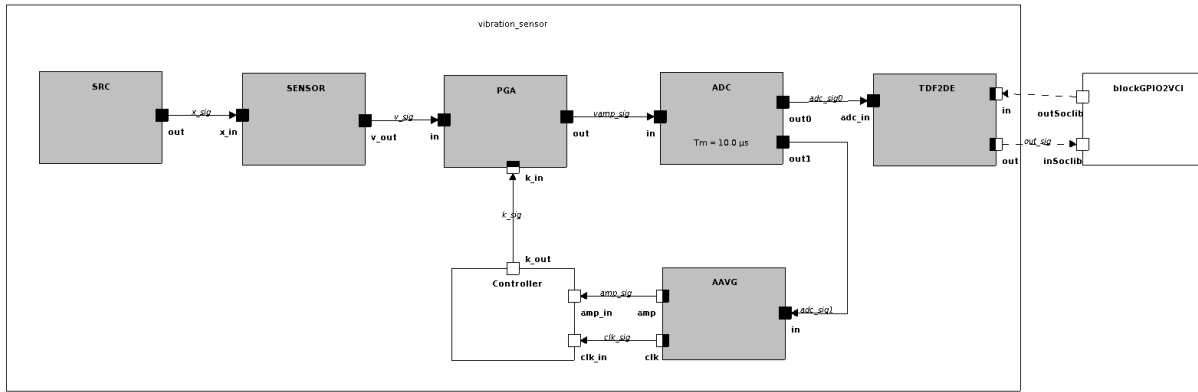 vibration_sensor
SRC
SENSOR
PGA
ADC
TDF2DE
blockGPIO2VCI
x_sig
v_sig
vamp_sig
adc_sig0
out
x_in
v_out
in
out
in
out0
adc_in
in
outSoclib
Tm = 10.0 µs
out1
out_sig
out
inSoclib
k_in
k_sig
k_out
Controller
AAVG
amp_sig
adc_sig1
amp_in
amp
in
clk_sig
clk_in
clk